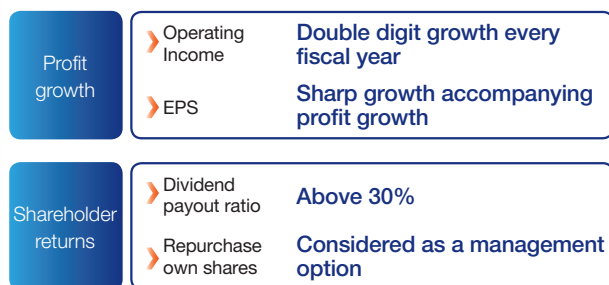 Profit
growth
Operating
Income
Double digit growth every
fiscal year
EPS
Sharp growth accompanying
profit growth
Shareholder
returns
Dividend
payout ratio
Above 30%
Repurchase
own shares
Considered as a management
option